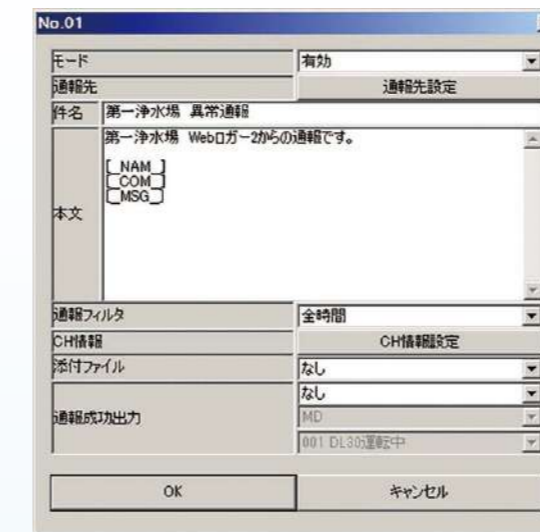 No.01
モード 有効
通報先 通報先設定
件名 第一浄水場 異常通報
本文
第一浄水場 Webロガー2からの通報です。
[_NAM_]
[_COM_]
[_MSG_]
通報フィルタ 全時間
CH情報 CH情報設定
添付ファイル なし
通報成功出力 なし
MD
001 DL30運転中
OK キャンセル